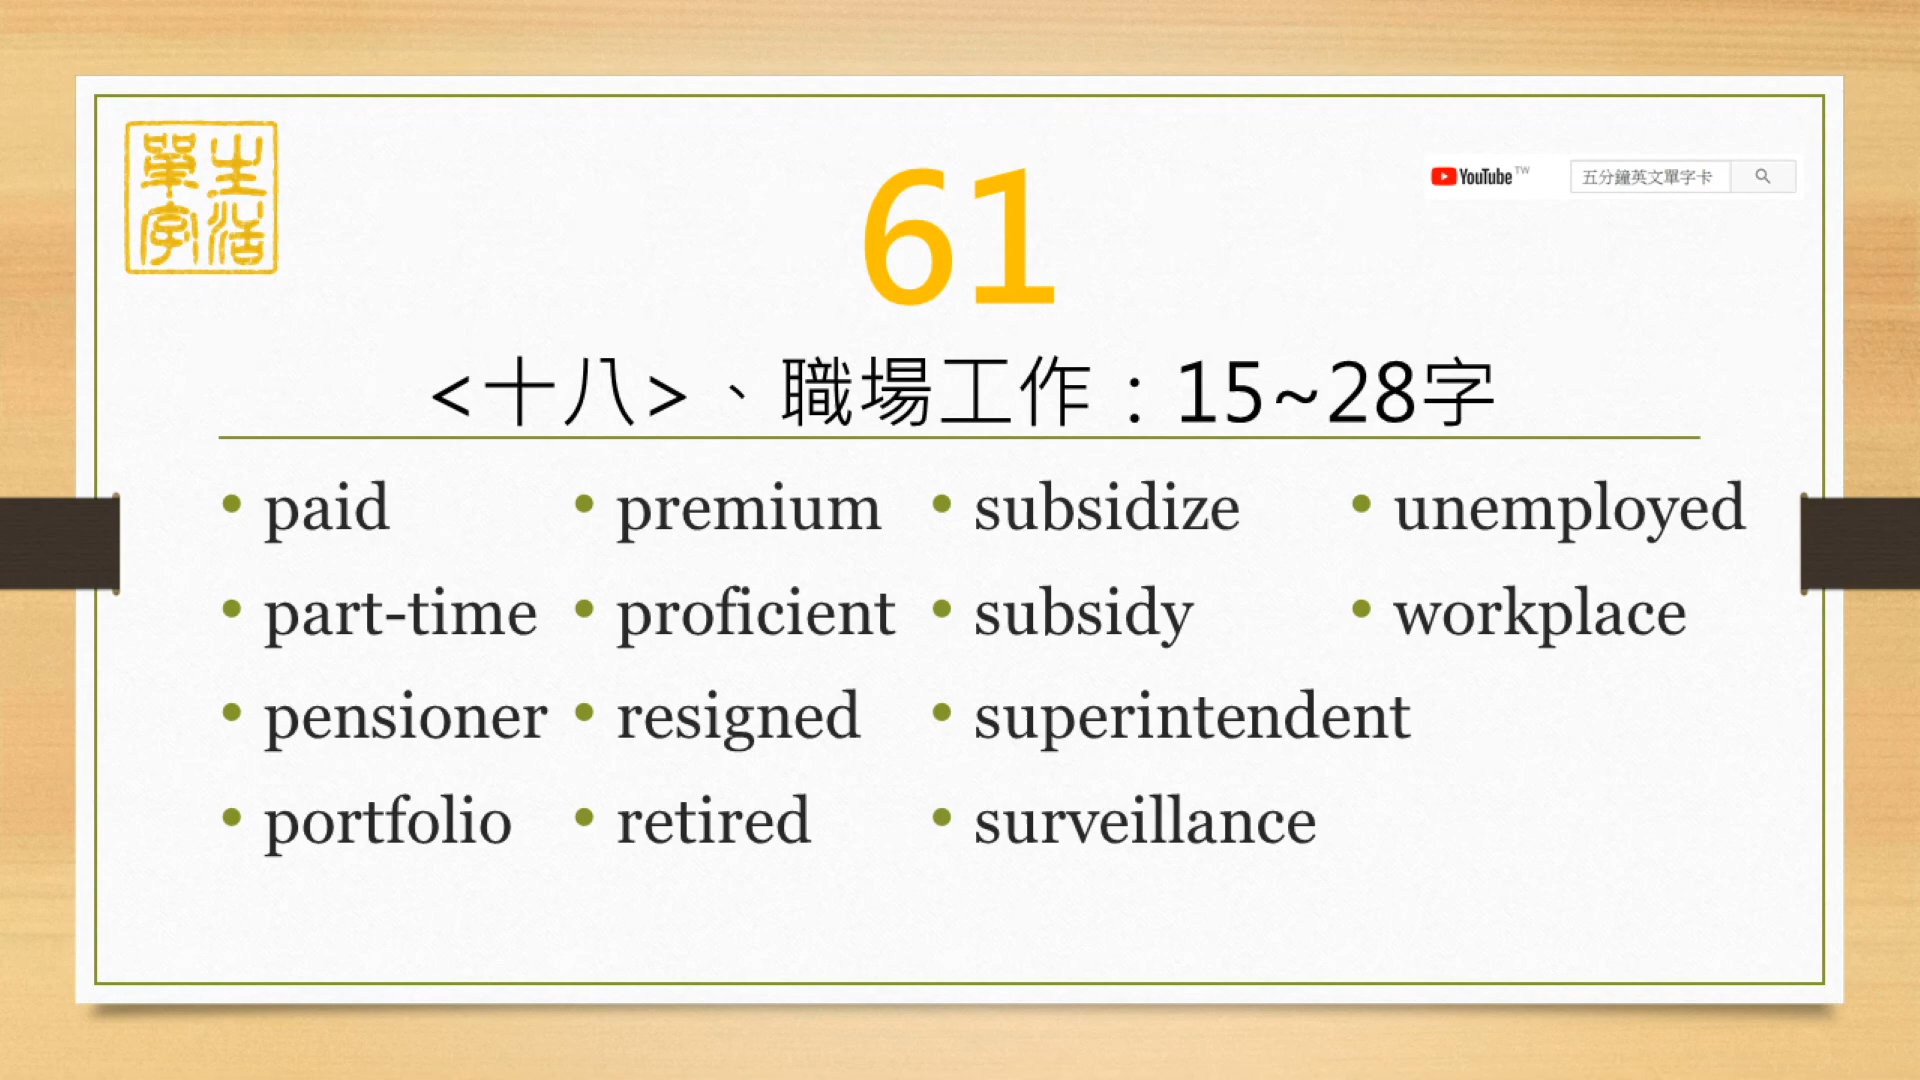 生活
單字
61
YouTube TW
五分鐘英文單字卡
<十八>、職場工作：15~28字
• paid
• part-time
• pensioner
• portfolio
• premium
• proficient
• resigned
• retired
• subsidize
• subsidy
• superintendent
• surveillance
• unemployed
• workplace